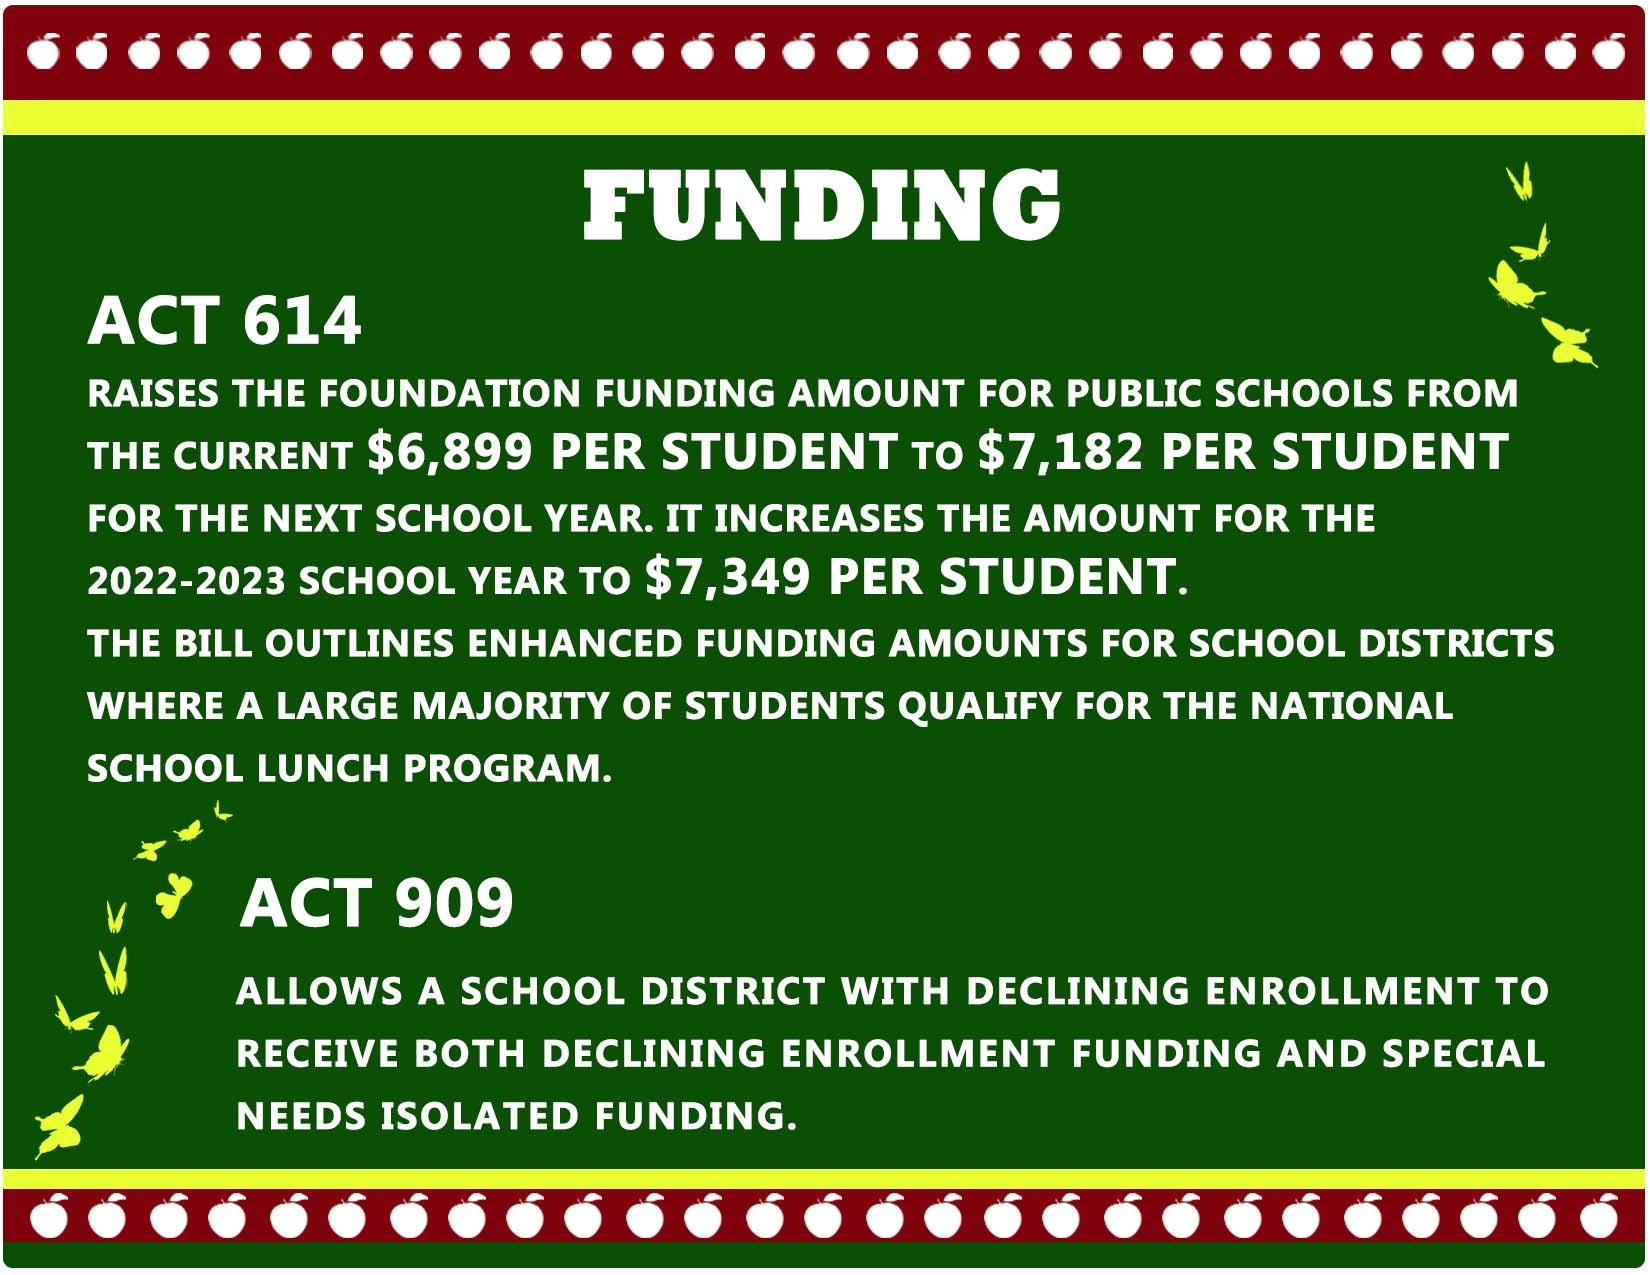 FUNDING
ACT 614
RAISES THE FOUNDATION FUNDING AMOUNT FOR PUBLIC SCHOOLS FROM
THE CURRENT $6,899 PER STUDENT TO $7,182 PER STUDENT
FOR THE NEXT SCHOOL YEAR. IT INCREASES THE AMOUNT FOR THE
2022-2023 SCHOOL YEAR TO $7,349 PER STUDENT.
THE BILL OUTLINES ENHANCED FUNDING AMOUNTS FOR SCHOOL DISTRICTS
WHERE A LARGE MAJORITY OF STUDENTS QUALIFY FOR THE NATIONAL
SCHOOL LUNCH PROGRAM.
ACT 909
ALLOWS A SCHOOL DISTRICT WITH DECLINING ENROLLMENT TO
RECEIVE BOTH DECLINING ENROLLMENT FUNDING AND SPECIAL
NEEDS ISOLATED FUNDING.